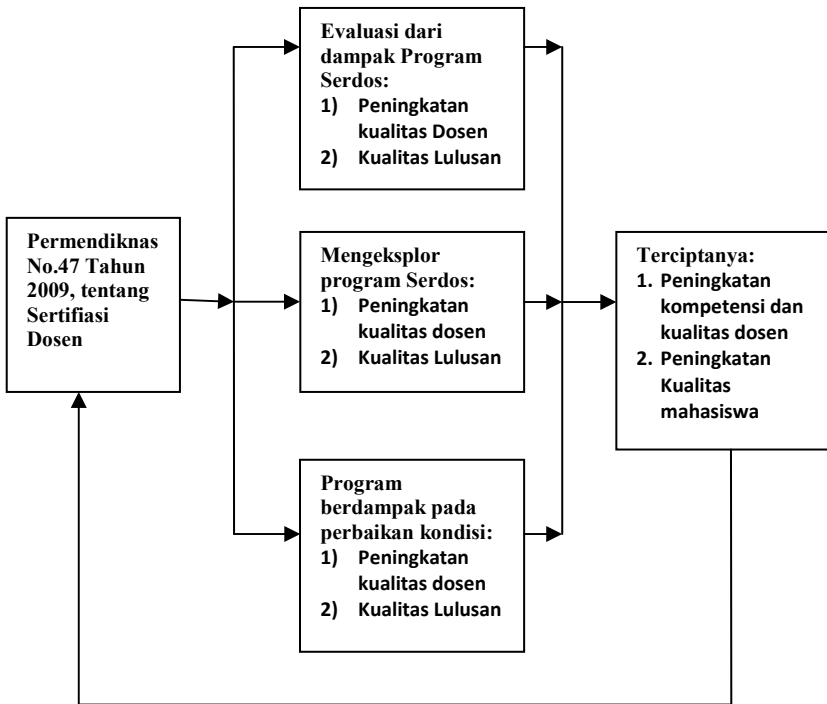 Evaluasi dari
dampak Program
Serdos:
1) Peningkatan
kualitas Dosen
2) Kualitas Lulusan
Permendiknas
No.47 Tahun
2009, tentang
Sertifiasi
Dosen
Mengeksplor
program Serdos:
1) Peningkatan
kualitas dosen
2) Kualitas Lulusan
Terciptanya:
1. Peningkatan
kompetensi dan
kualitas dosen
2. Peningkatan
Kualitas
mahasiswa
Program
berdampak pada
perbaikan kondisi:
1) Peningkatan
kualitas dosen
2) Kualitas Lulusan